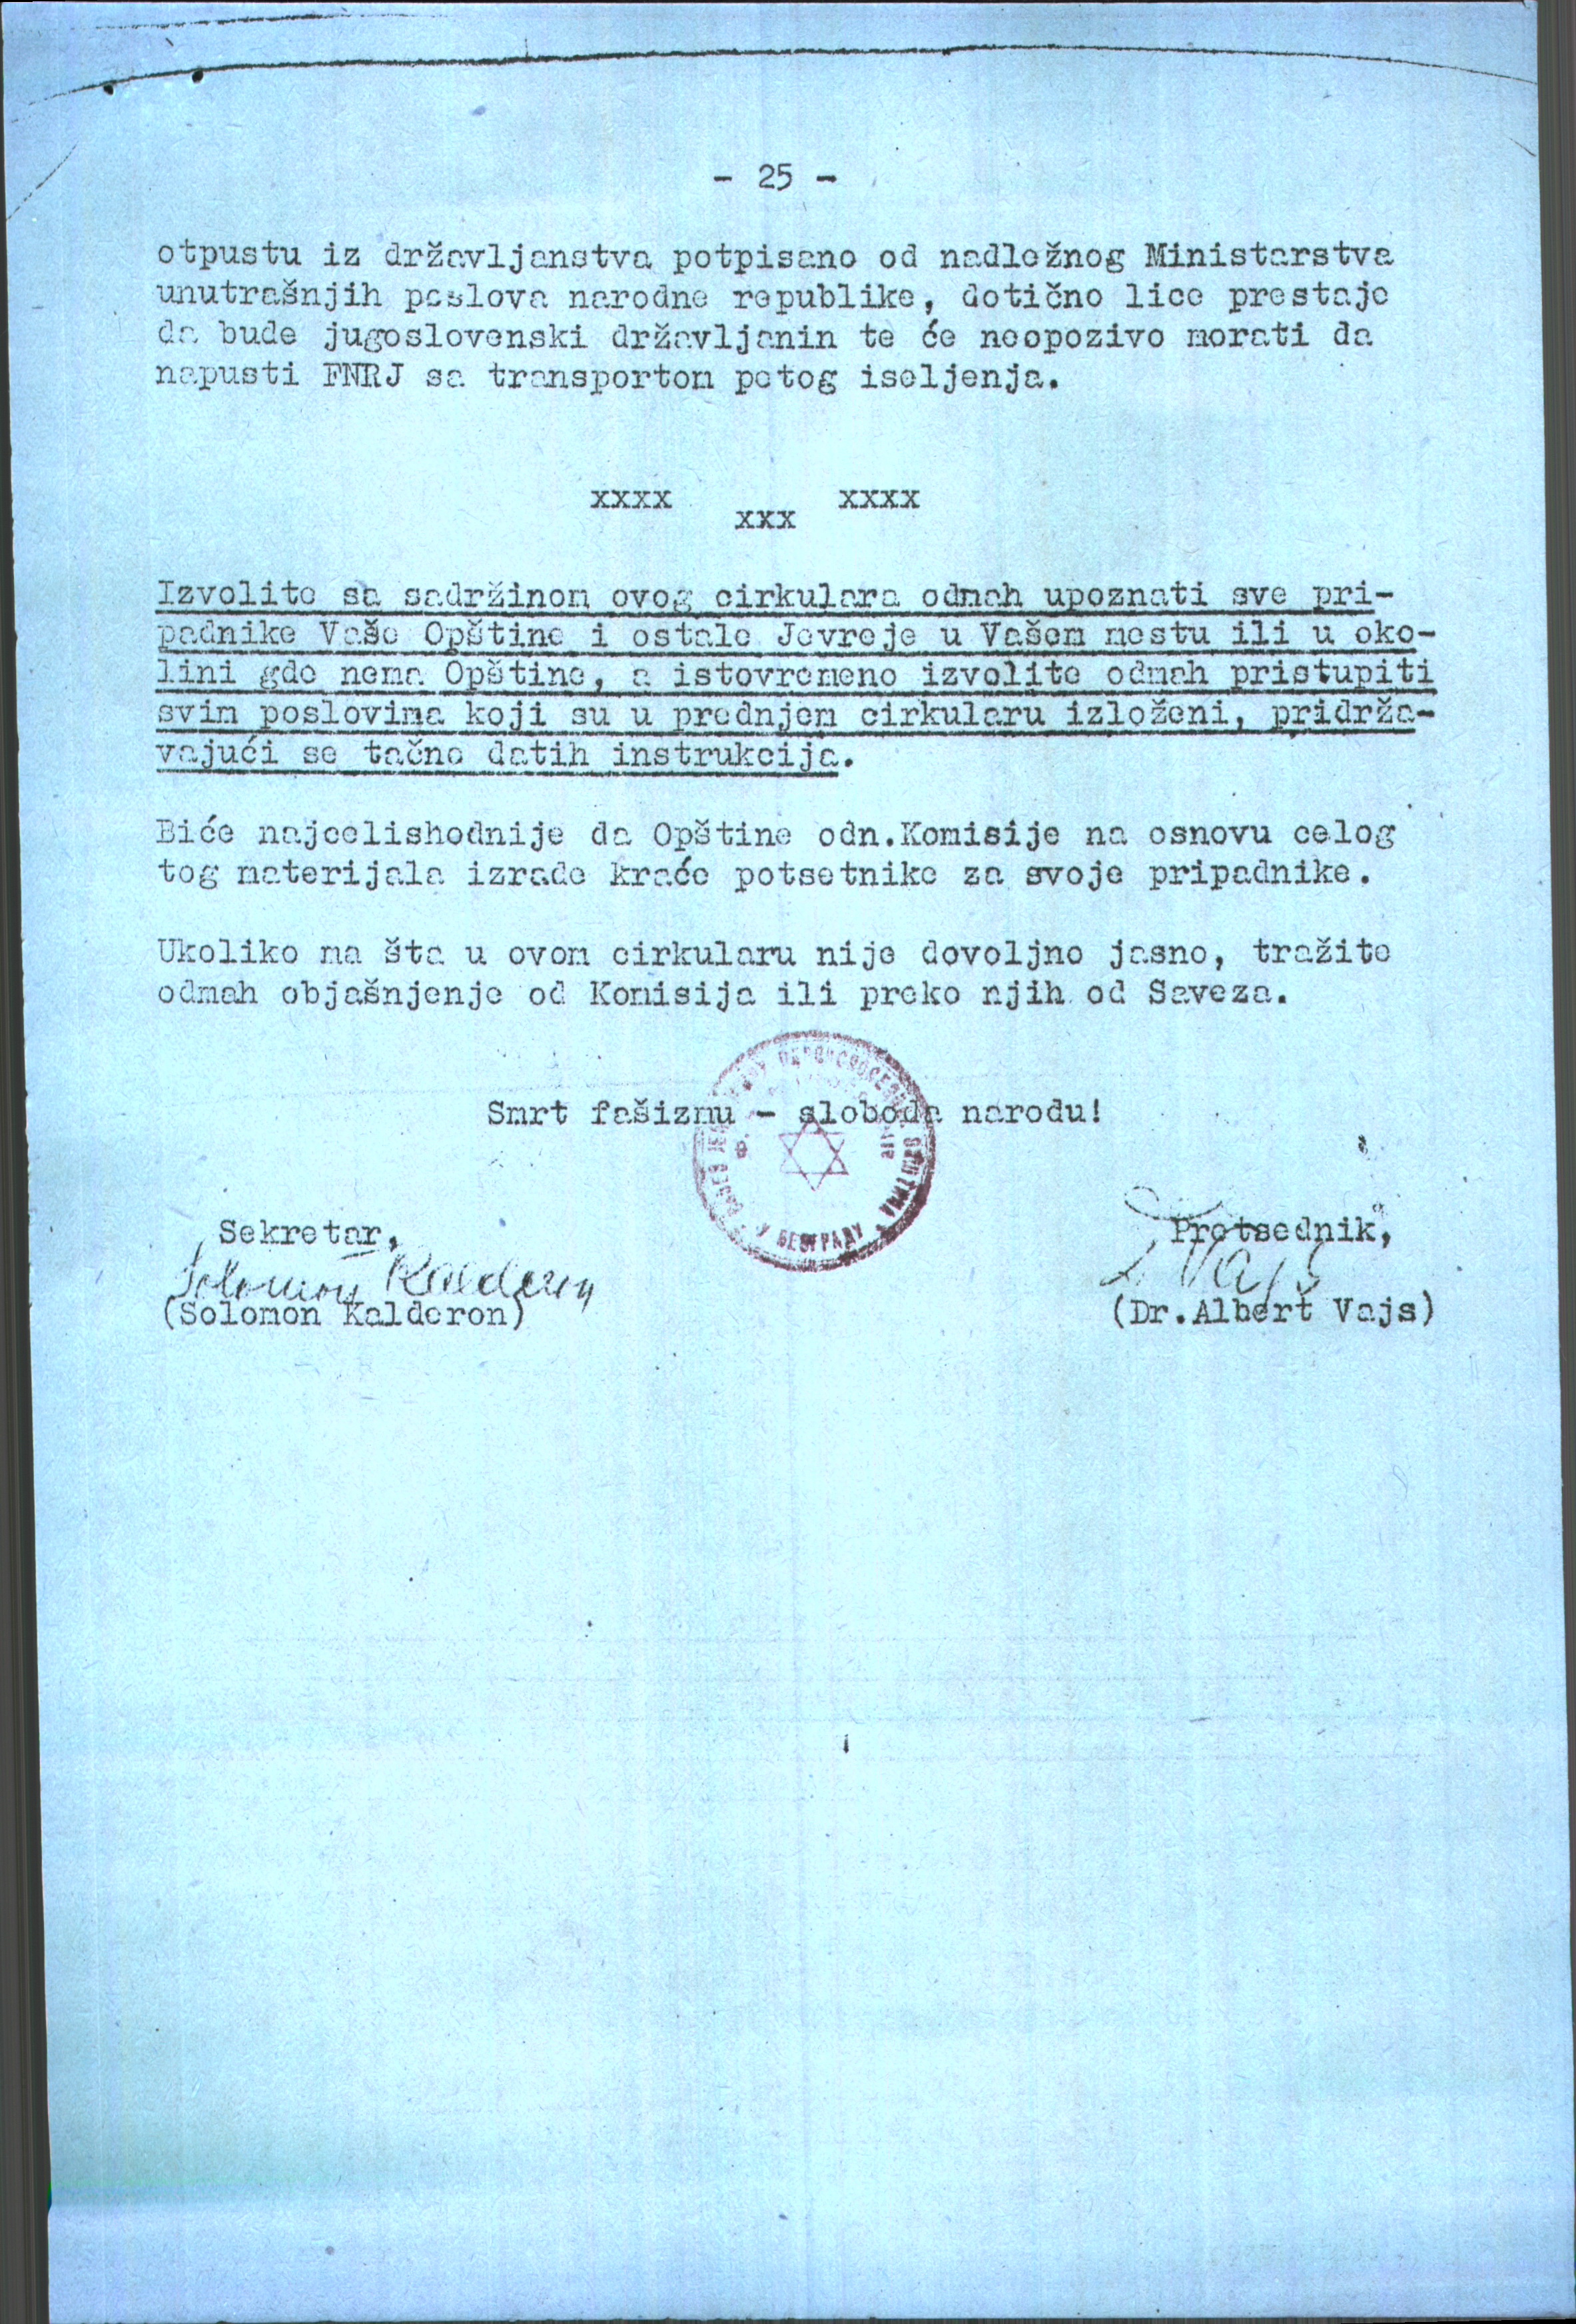 - 25 -
otpustu iz državljanstva potpisano od nadležnog Ministarstva
unutrašnjih poslova narodne republike, dotično lice prestaje
da bude jugoslovenski državljanin te će neopozivo morati da
napusti FNRJ sa transportom petog iseljenja.
xxxx xxx xxxx
Izvolite sa sadržinom ovog cirkulara odmah upoznati sve pri-
padnike Vaše Opštine i ostale Jevreje u Vašem mestu ili u oko-
lini gde nema Opštine, a istovremeno izvolite odmah pristupiti
svim poslovima koji su u prednjem cirkularu izloženi, pridrža-
vajući se tačno datih instrukcija.
Biće najcelishodnije da Opštine odn.Komisije na osnovu celog
tog materijala izrade kraće potsetnike za svoje pripadnike.
Ukoliko ma šta u ovom cirkularu nije dovoljno jasno, tražite
odmah objašnjenje od Komisija ili preko njih od Saveza.
Smrt fašizmu - sloboda narodu!
У БЕОГРАДУ
Sekretar,
Solomon Kalderon
(Solomon Kalderon)
Pretsednik,
A. Vajs
(Dr.Albert Vajs)